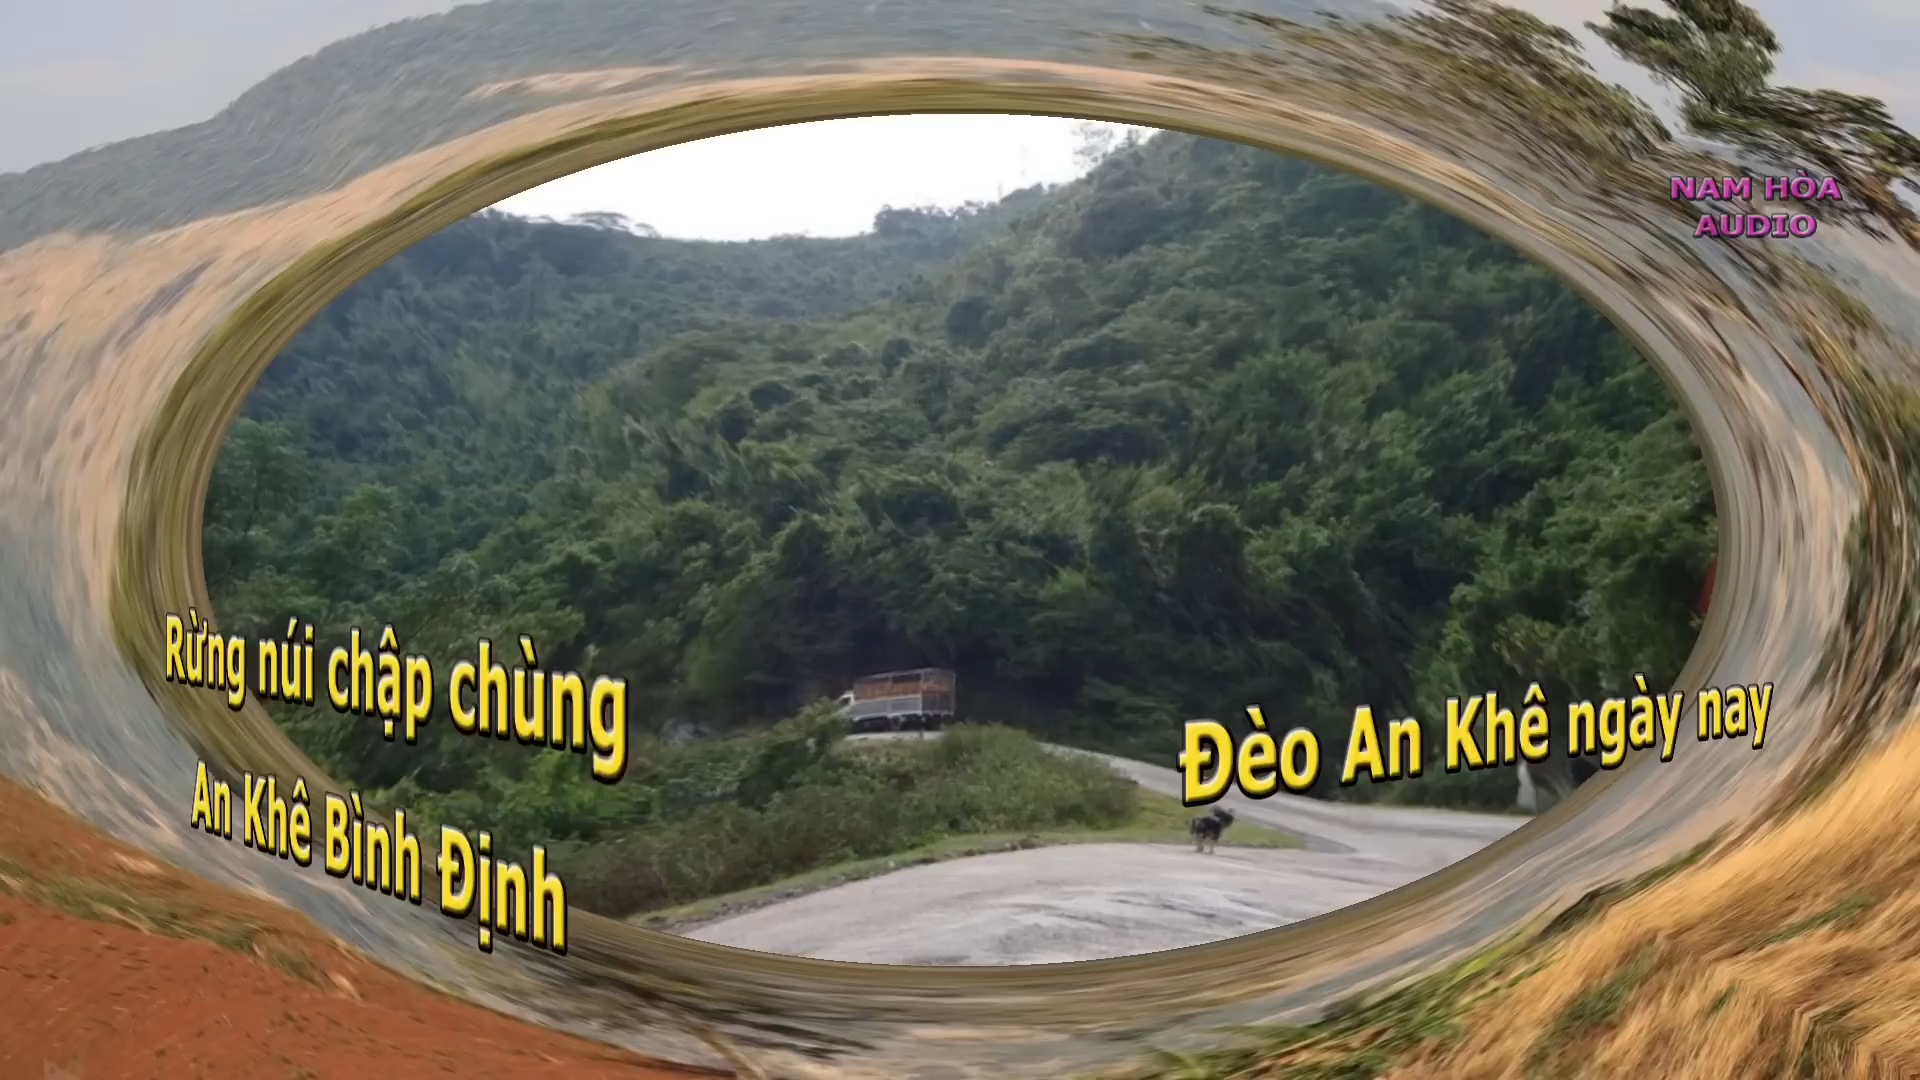 NAM HÒA
AUDIO
Rừng núi chập chùng
An Khê Bình Định
Đèo An Khê ngày nay